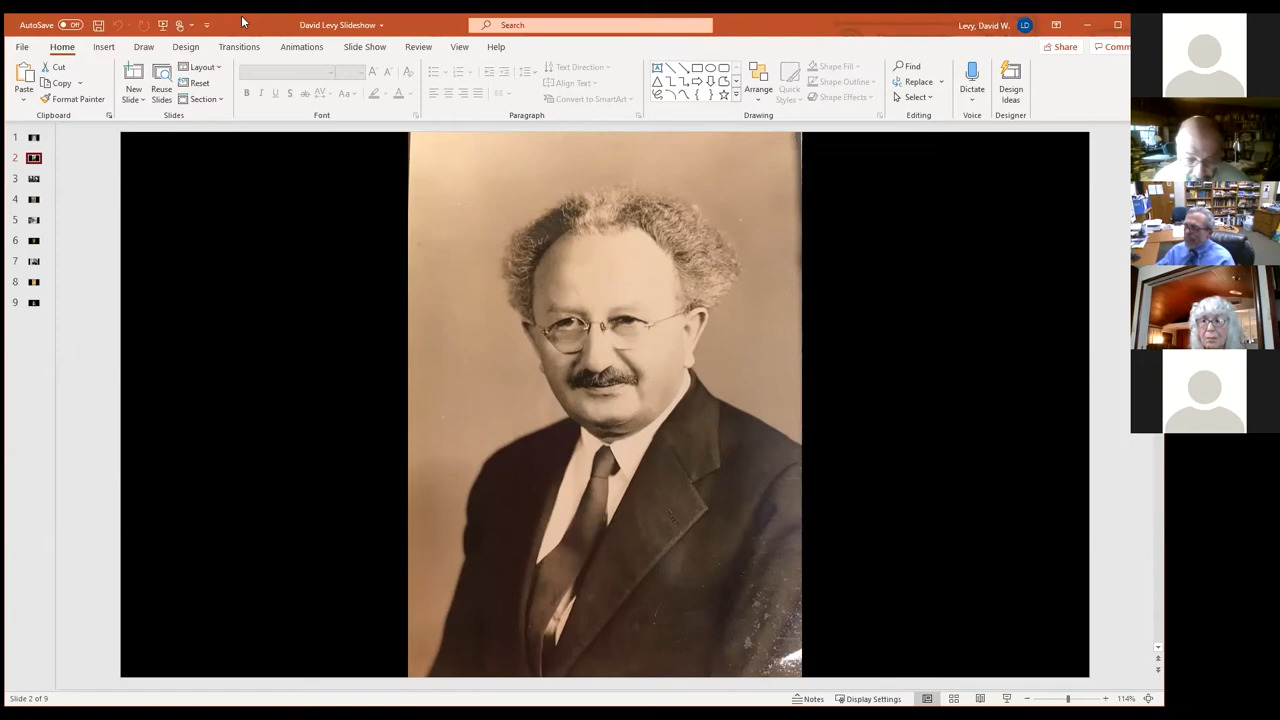 AutoSave Off
David Levy Slideshow
Search
Levy, David W. LD
File Home Insert Draw Design Transitions Animations Slide Show Review View Help
Share Comm
Paste
Cut
Copy
Format Painter
Clipboard
New Slide
Reuse Slides
Layout
Reset
Section
Slides
B I U S ab AV Aa A
Font
Text Direction
Align Text
Convert to SmartArt
Paragraph
Arrange
Quick Styles
Shape Fill
Shape Outline
Shape Effects
Drawing
Find
Replace
Select
Editing
Dictate
Voice
Design Ideas
Designer
1
2
3
4
5
6
7
8
9
Slide 2 of 9
Notes
Display Settings
114%